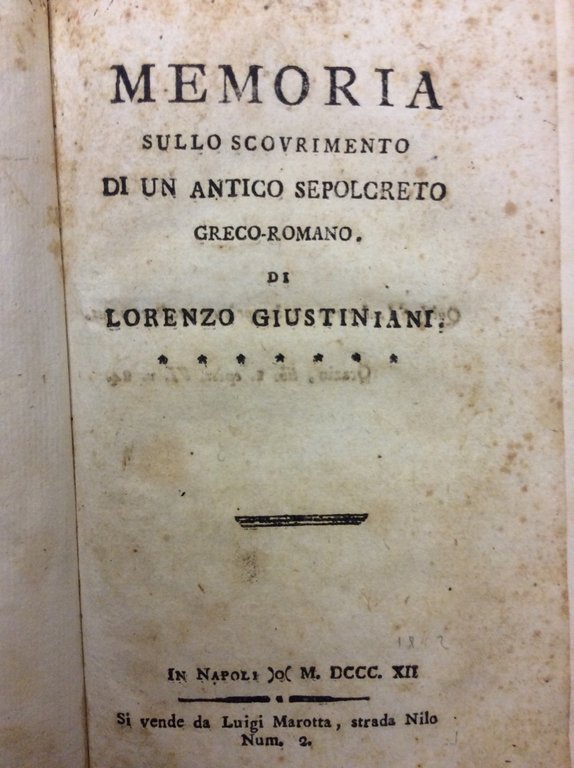 MEMORIA
SULLO SCOVRIMENTO
DI UN ANTICO SEPOLCRETO
GRECO-ROMANO.
DI
LORENZO GIUSTINIANI.
* * * * * * *
IN NAPOLI )o( M. DCCC. XII
Si vende da Luigi Marotta, strada Nilo
Num. 2.